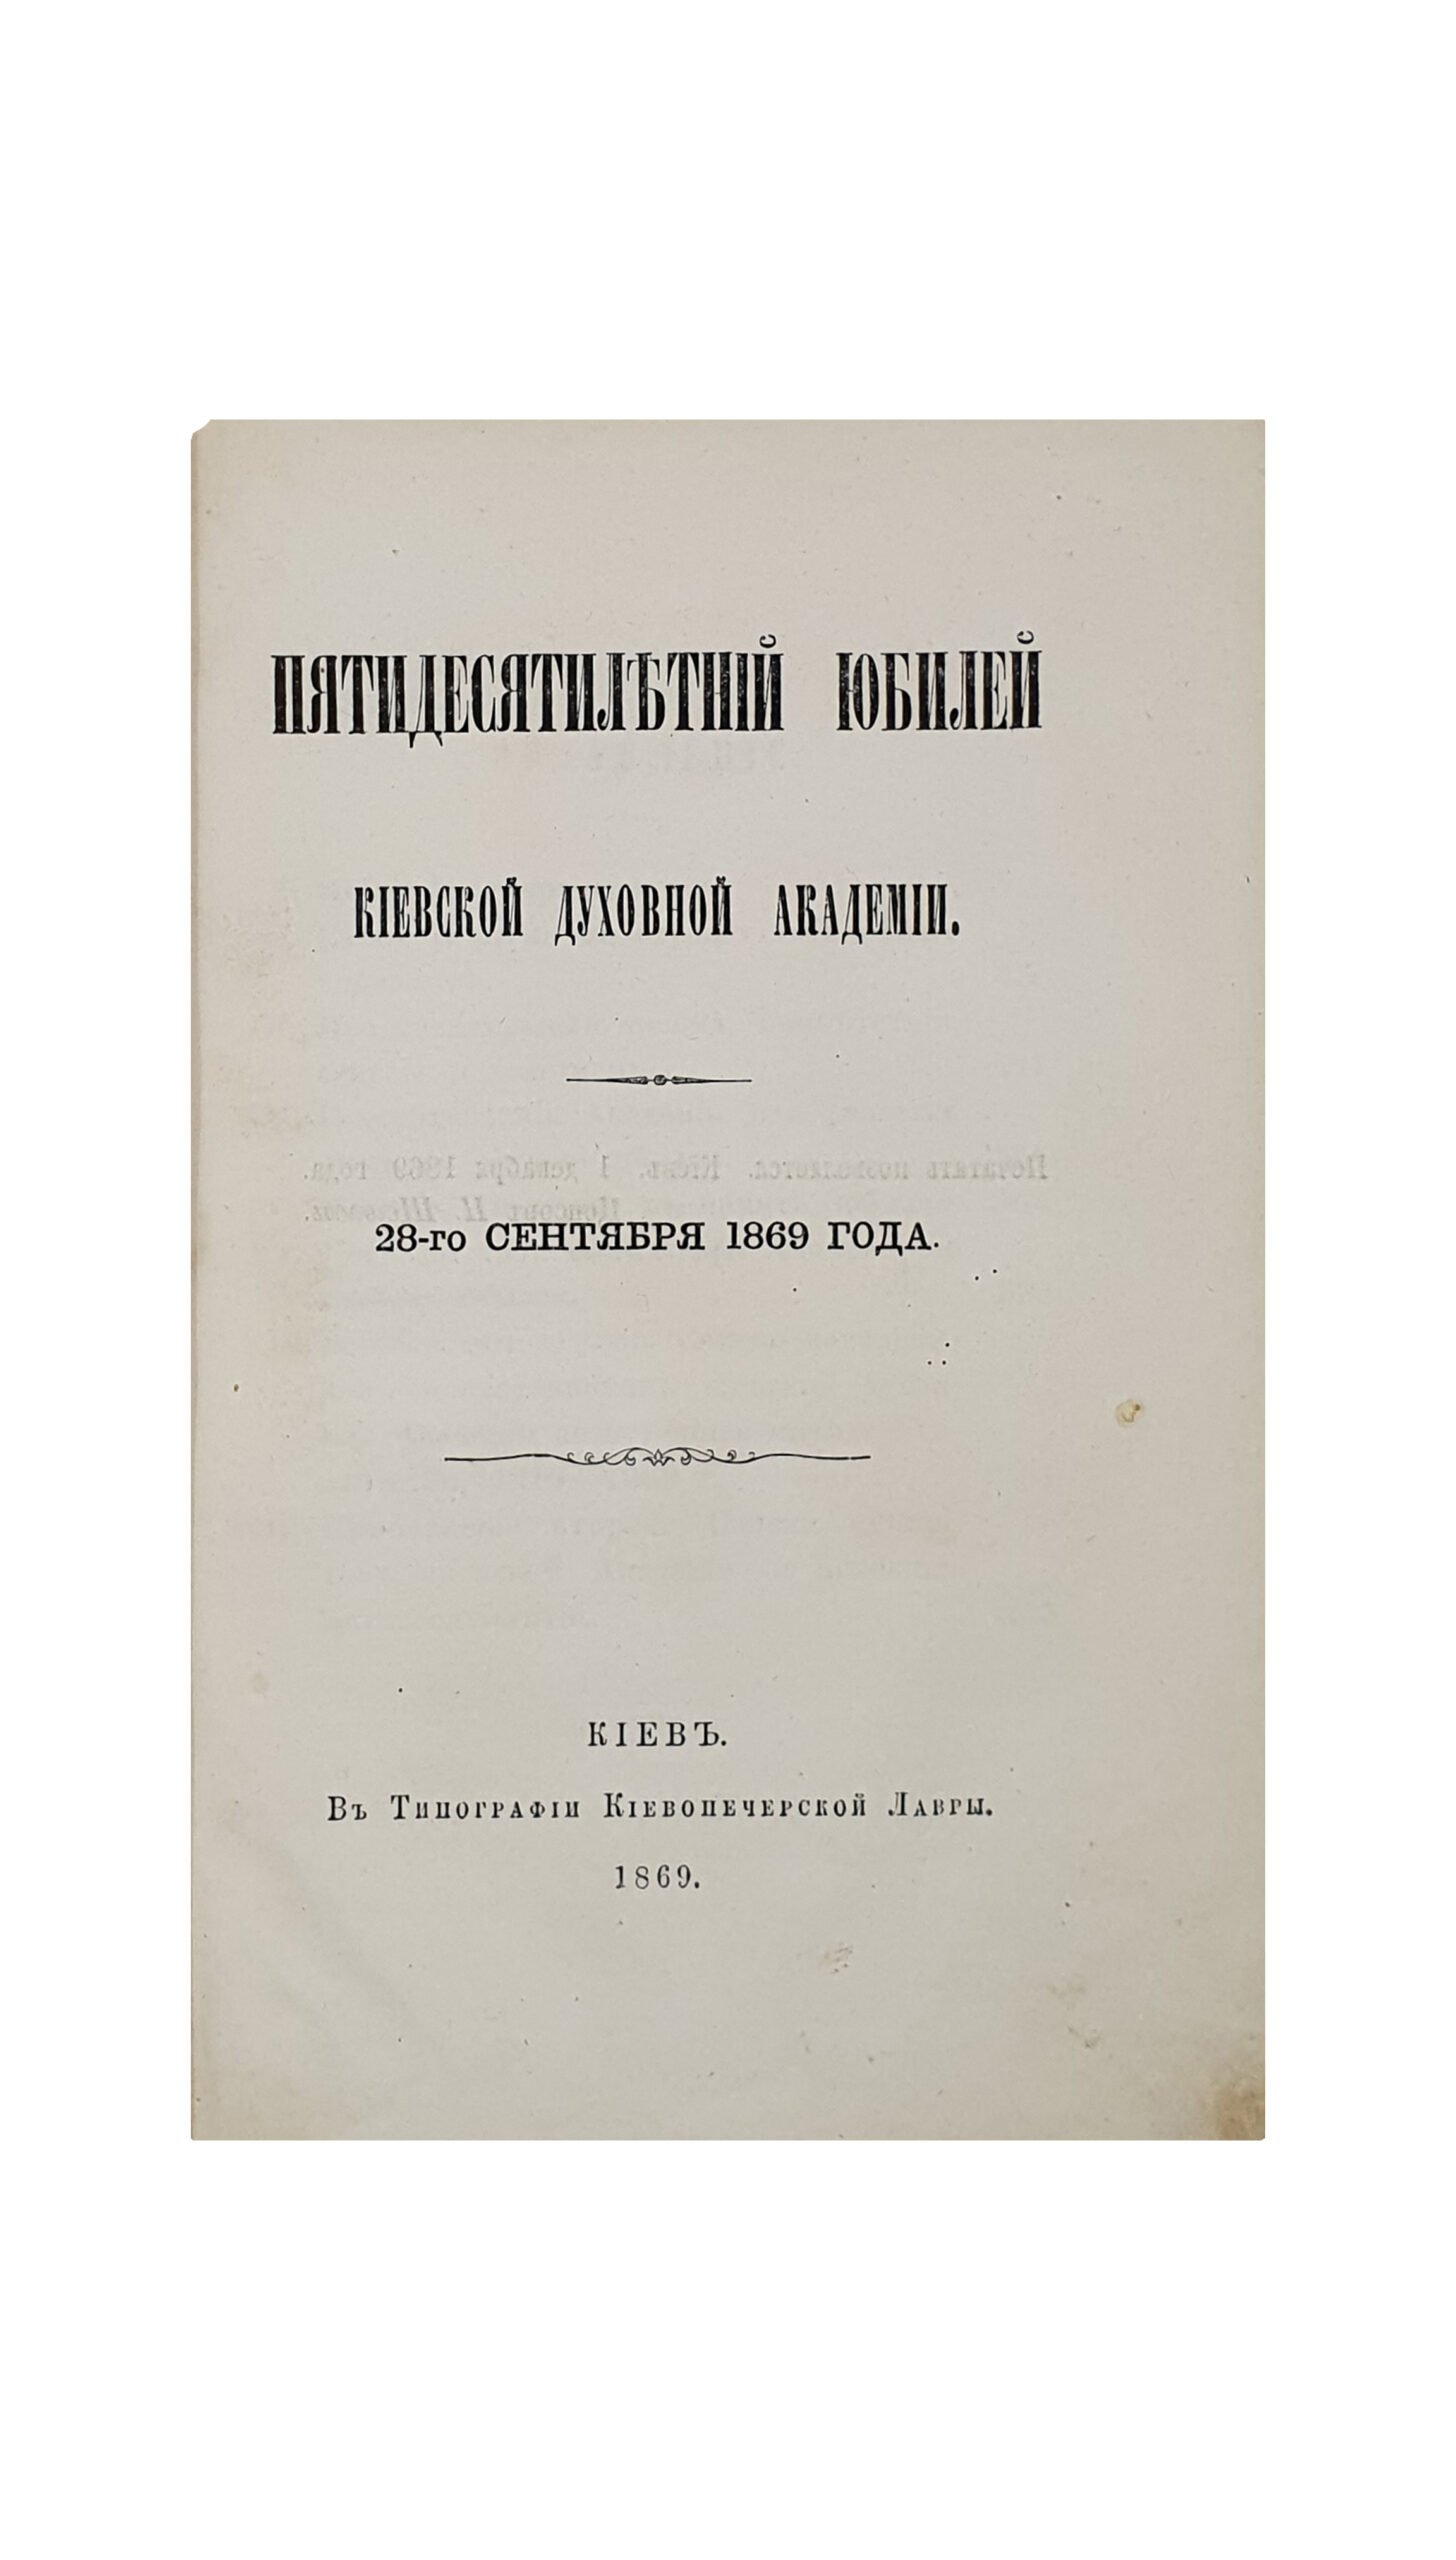 ПЯТИДЕСЯТИЛѢТНІЙ ЮБИЛЕЙ
КІЕВСКОЙ ДУХОВНОЙ АКАДЕМІИ.
28-го СЕНТЯБРЯ 1869 ГОДА.
КІЕВЪ.
Въ Типографіи Кіевопечерской Лавры.
1869.